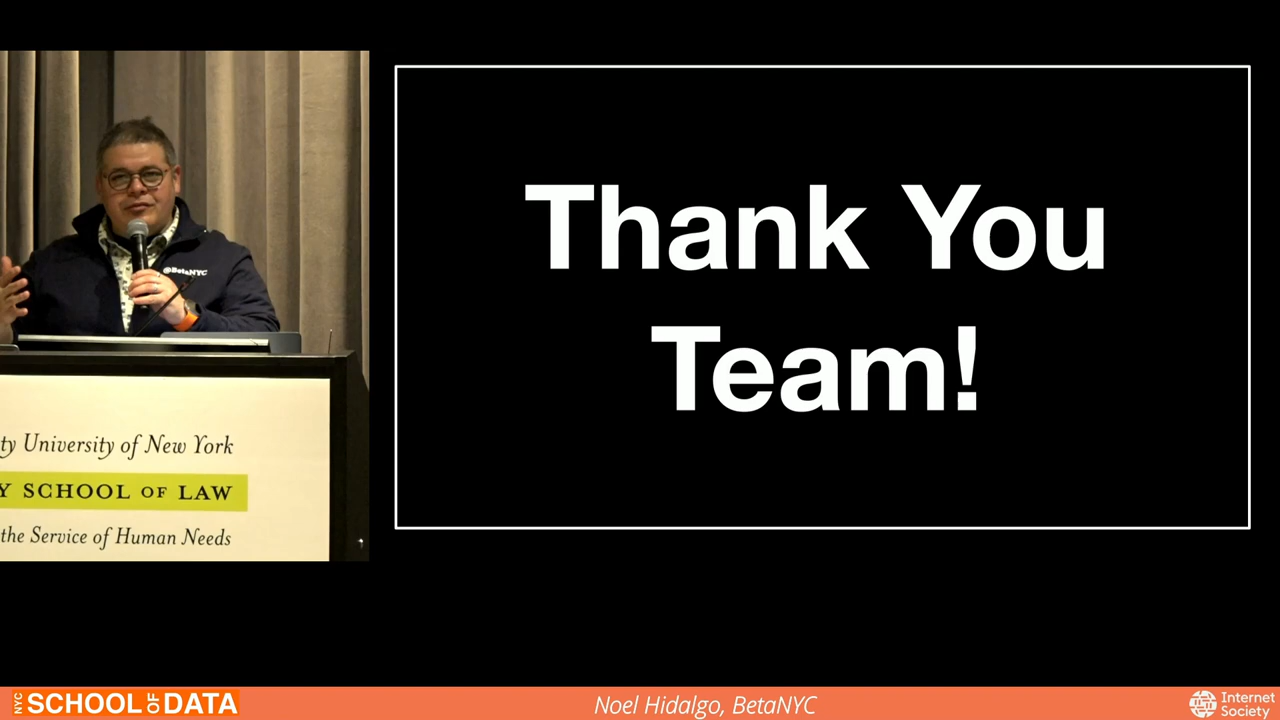 Thank You
Team!
@BetaNYC
ty University of New York
Y SCHOOL OF LAW
the Service of Human Needs
NYC SCHOOL OF DATA
Noel Hidalgo, BetaNYC
Internet
Society